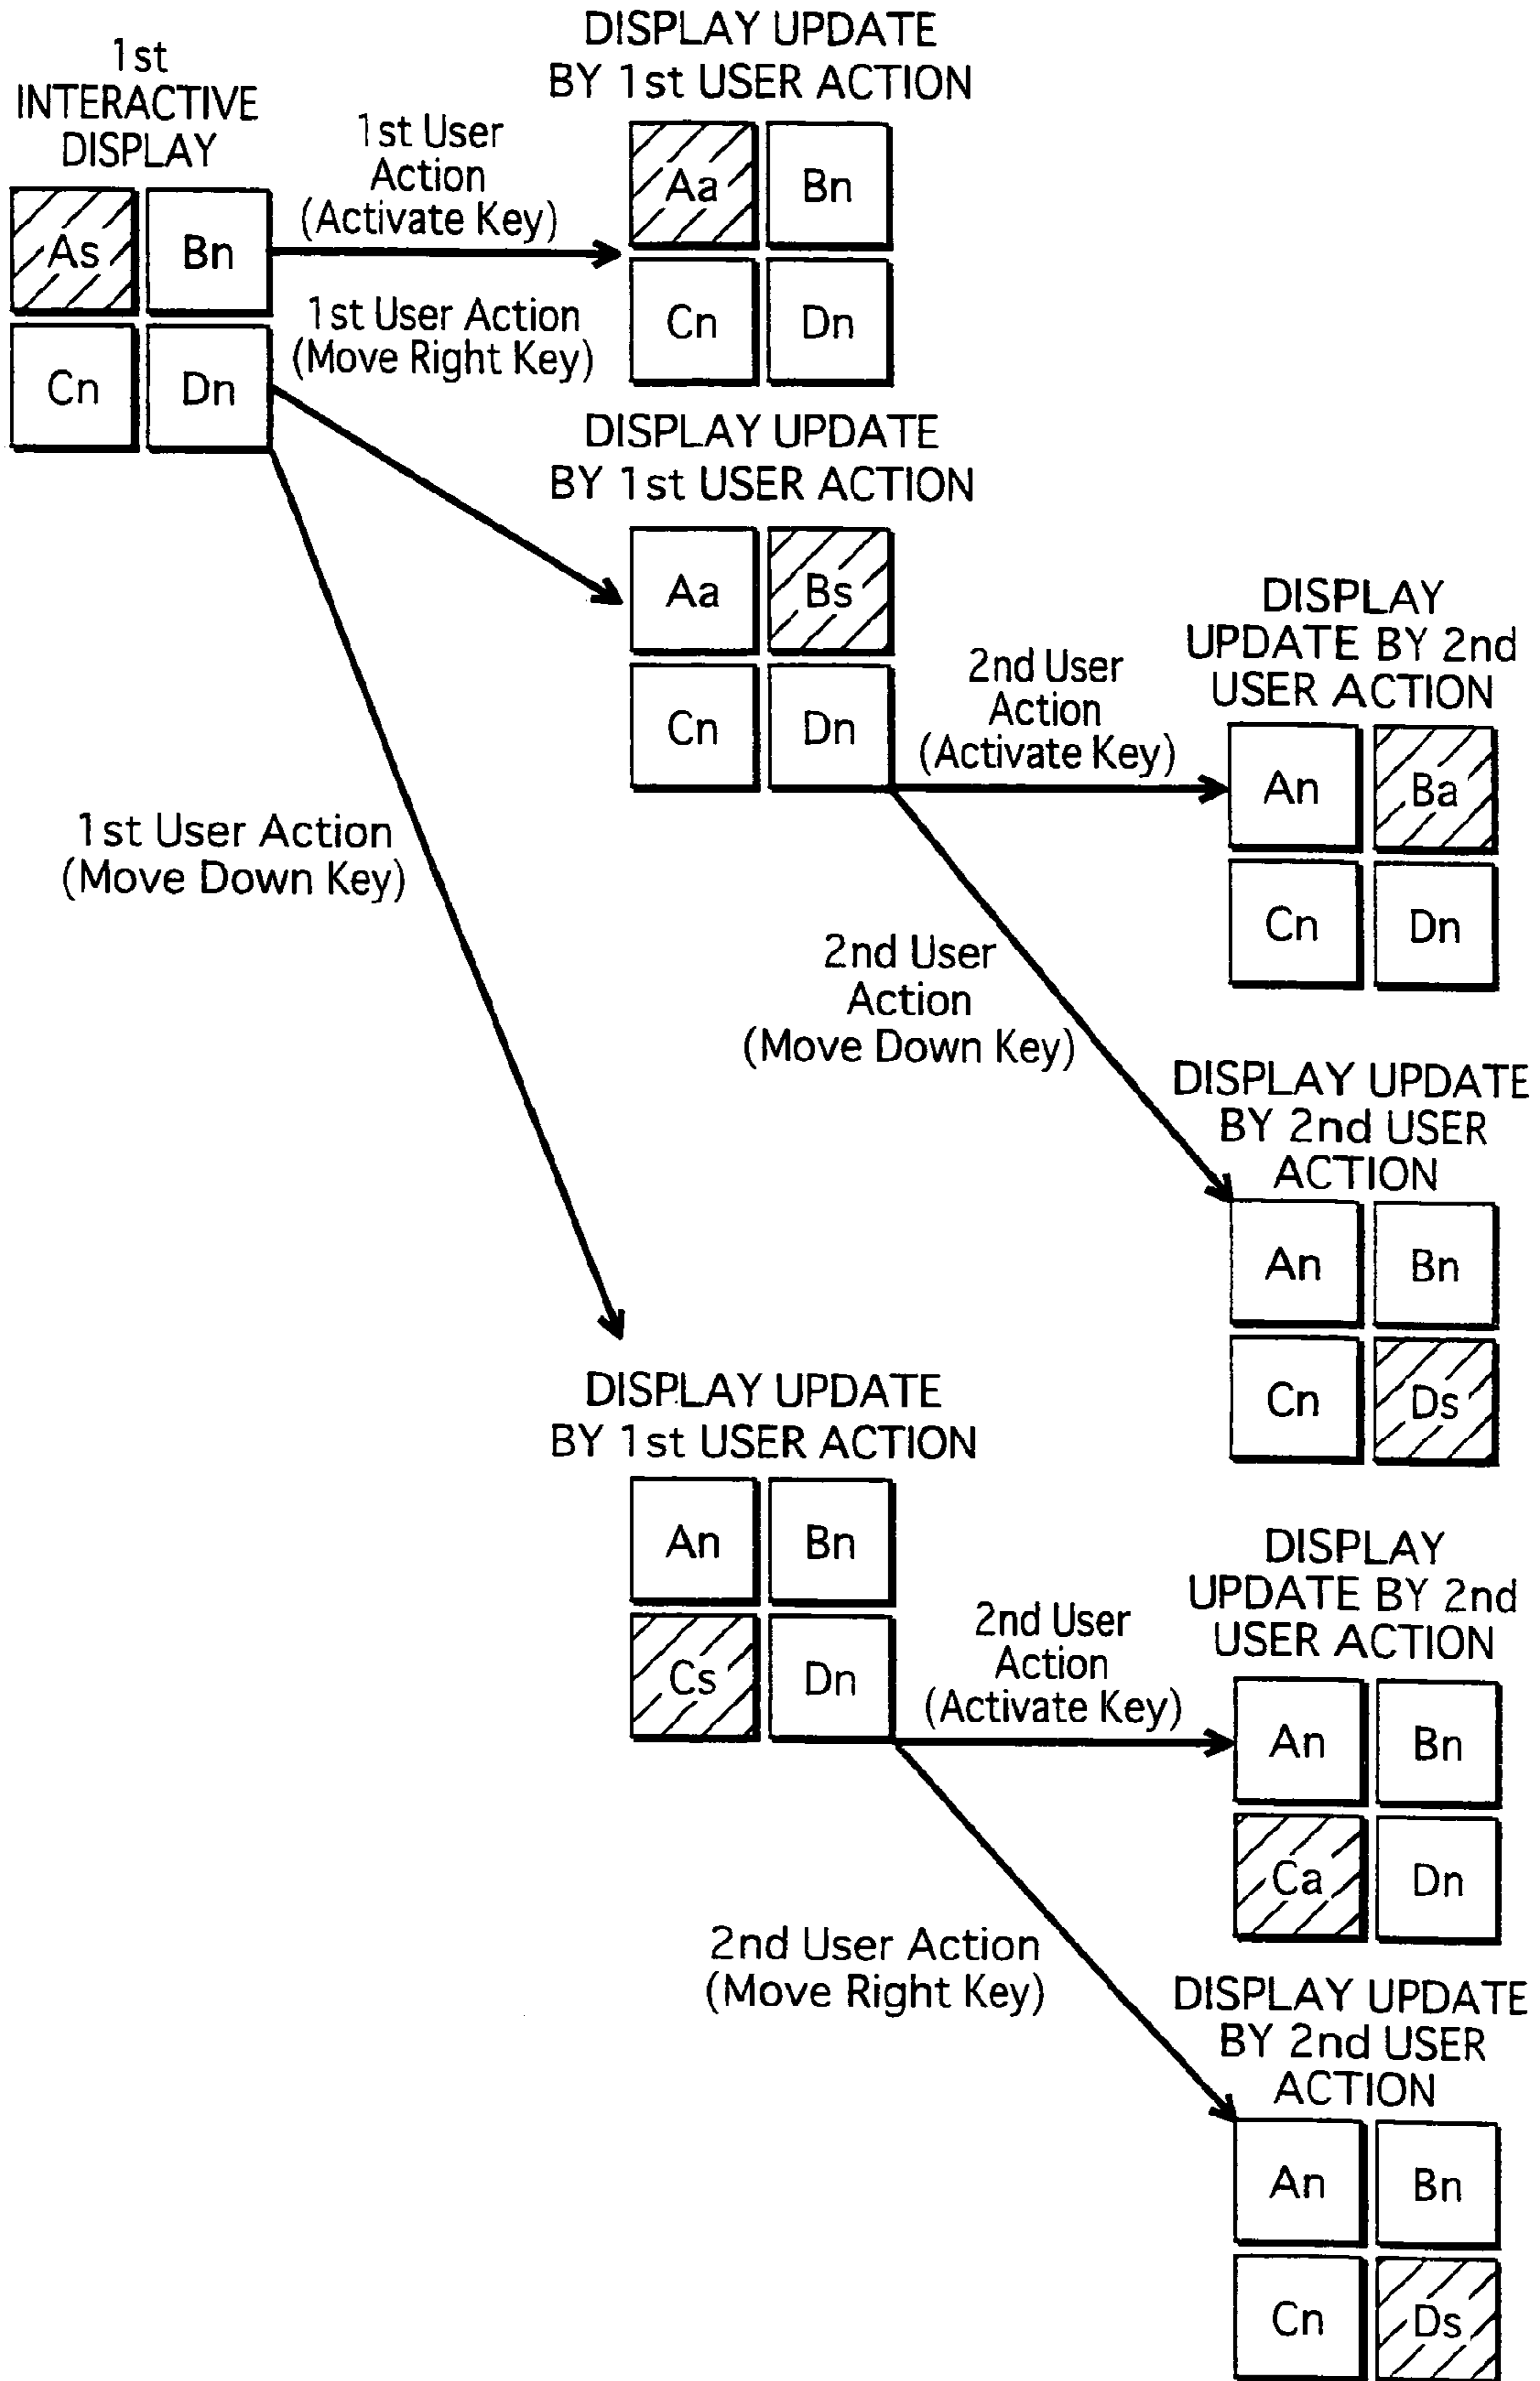 1st
INTERACTIVE
DISPLAY
As Bn
Cn Dn
1st User
Action
(Activate Key)
1st User Action
(Move Right Key)
1st User Action
(Move Down Key)
DISPLAY UPDATE
BY 1st USER ACTION
Aa Bn
Cn Dn
DISPLAY UPDATE
BY 1st USER ACTION
Aa Bs
Cn Dn
2nd User
Action
(Activate Key)
2nd User
Action
(Move Down Key)
DISPLAY
UPDATE BY 2nd
USER ACTION
An Ba
Cn Dn
DISPLAY UPDATE
BY 2nd USER
ACTION
An Bn
Cn Ds
DISPLAY UPDATE
BY 1st USER ACTION
An Bn
Cs Dn
2nd User
Action
(Activate Key)
2nd User Action
(Move Right Key)
DISPLAY
UPDATE BY 2nd
USER ACTION
An Bn
Ca Dn
DISPLAY UPDATE
BY 2nd USER
ACTION
An Bn
Cn Ds